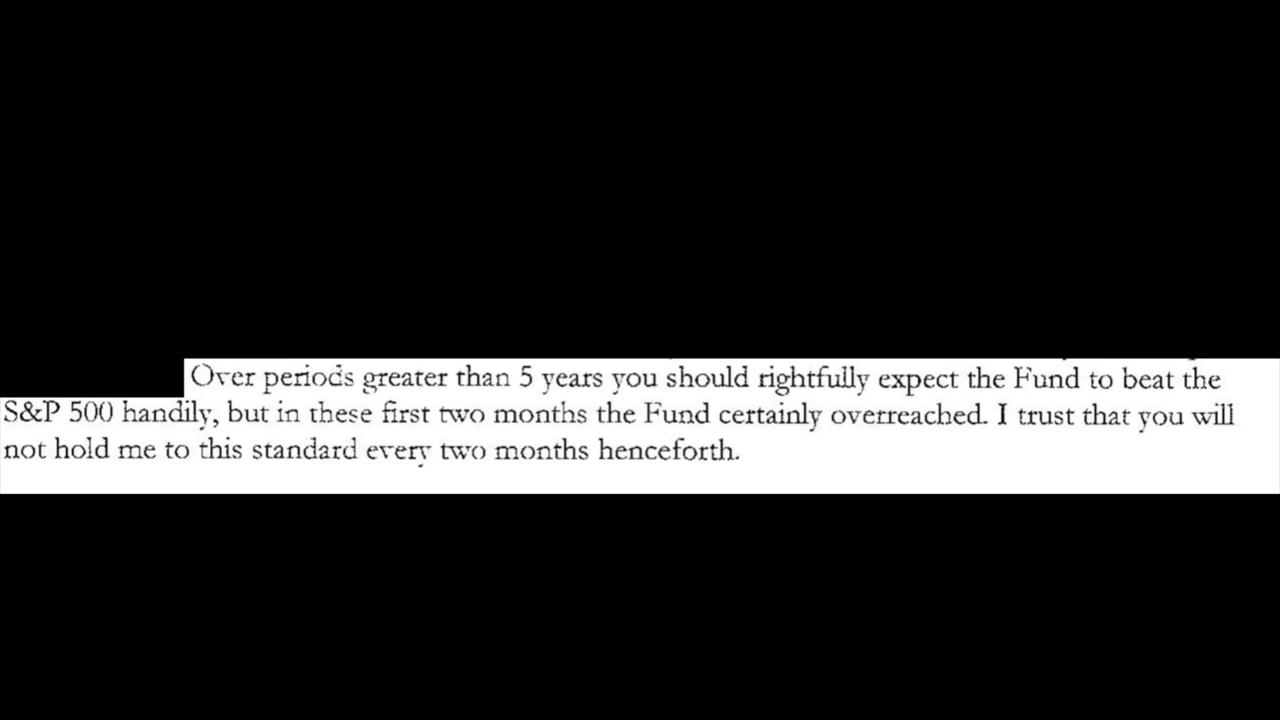 Over periods greater than 5 years you should rightfully expect the Fund to beat the
S&P 500 handily, but in these first two months the Fund certainly overreached. I trust that you will
not hold me to this standard every two months henceforth.